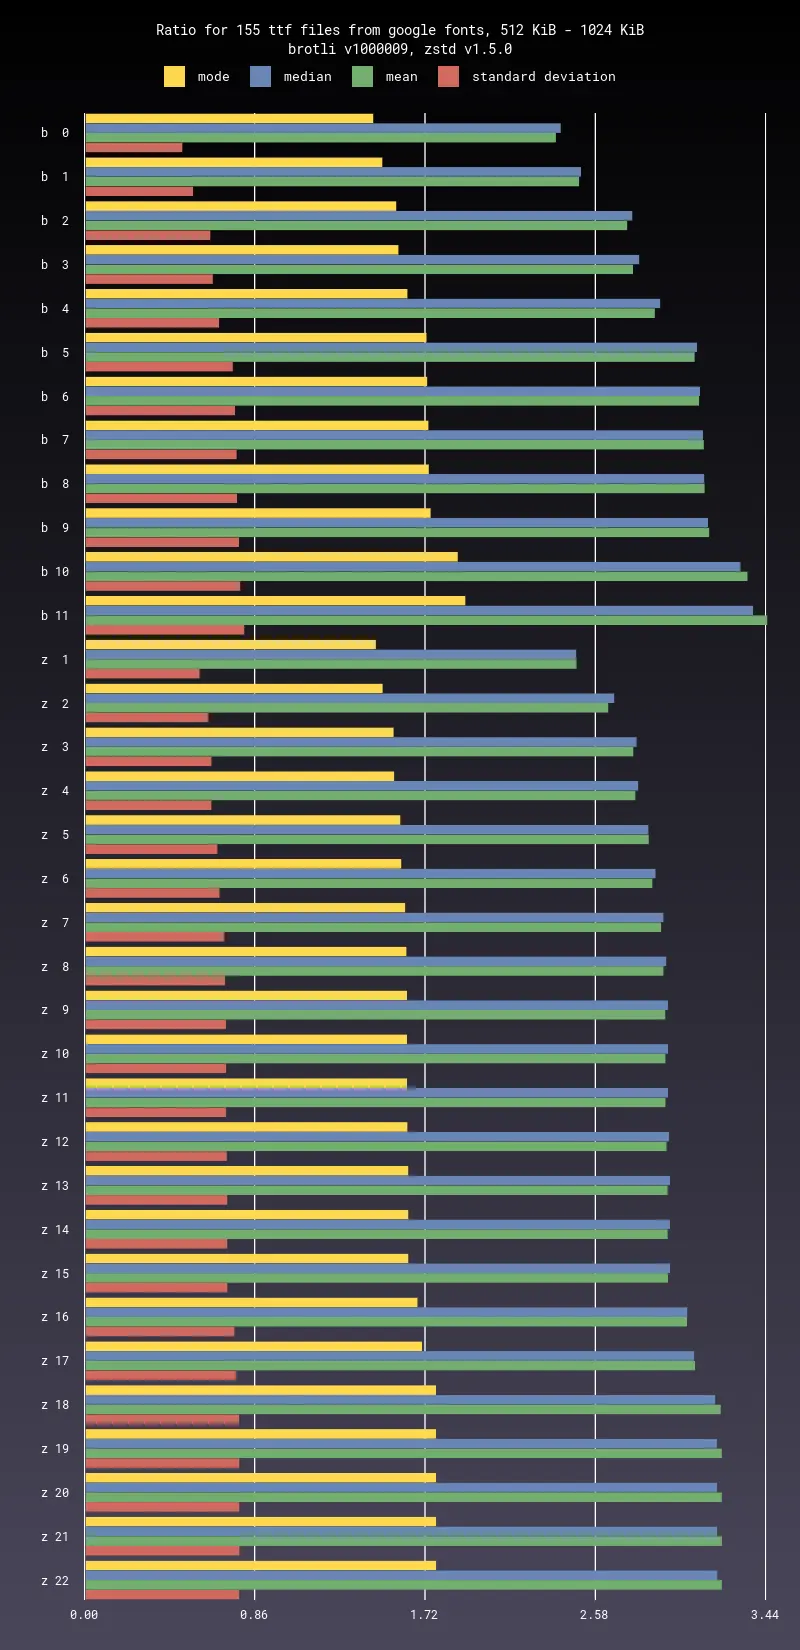 Ratio for 155 ttf files from google fonts, 512 KiB - 1024 KiB
brotli v1000009, zstd v1.5.0
mode median mean standard deviation
b 0
b 1
b 2
b 3
b 4
b 5
b 6
b 7
b 8
b 9
b 10
b 11
z 1
z 2
z 3
z 4
z 5
z 6
z 7
z 8
z 9
z 10
z 11
z 12
z 13
z 14
z 15
z 16
z 17
z 18
z 19
z 20
z 21
z 22
0.00 0.86 1.72 2.58 3.44